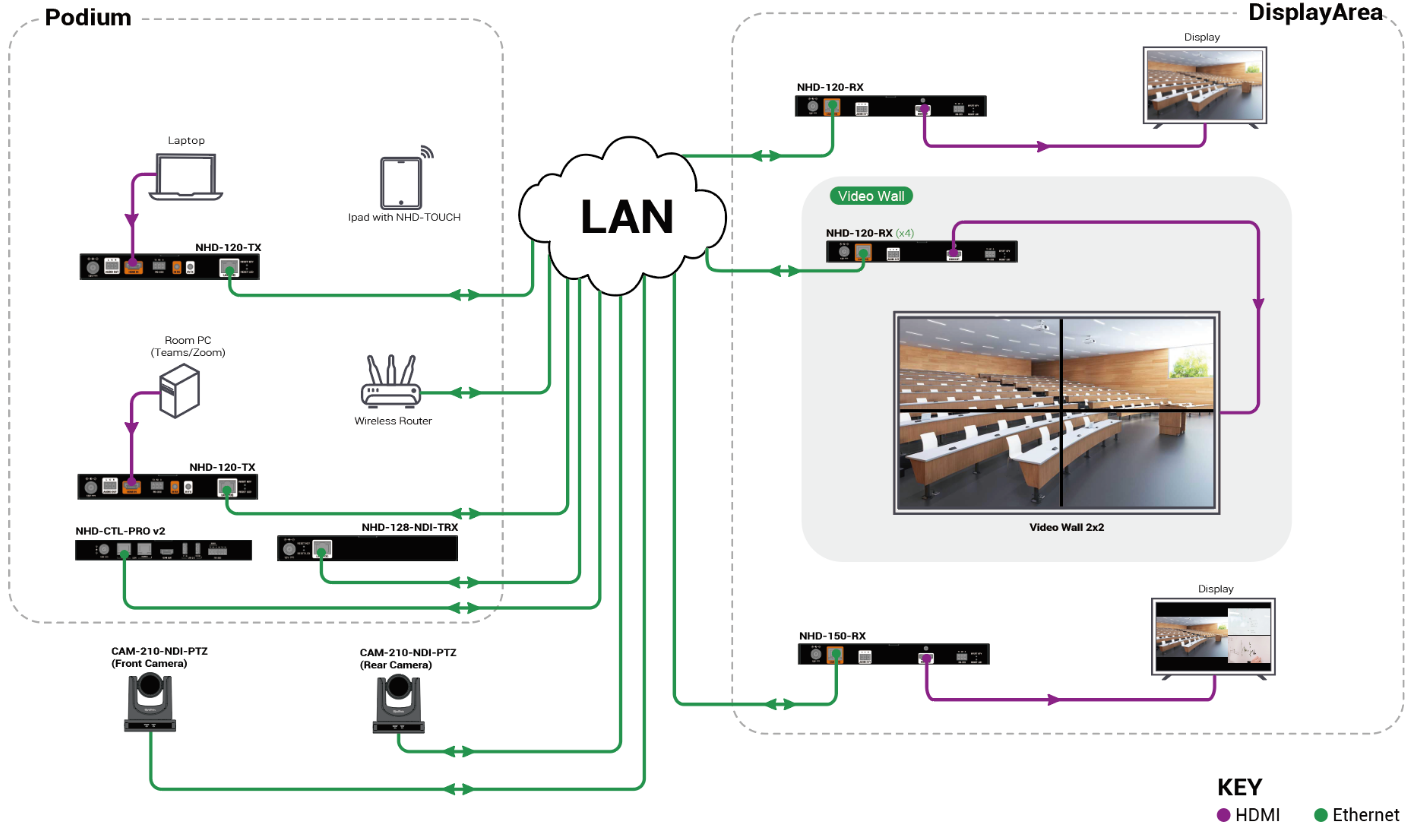 Podium
DisplayArea
Laptop
Ipad with NHD-TOUCH
NHD-120-TX
Room PC
(Teams/Zoom)
Wireless Router
NHD-120-TX
NHD-CTL-PRO v2
NHD-128-NDI-TRX
CAM-210-NDI-PTZ
(Front Camera)
CAM-210-NDI-PTZ
(Rear Camera)
LAN
Display
NHD-120-RX
Video Wall
NHD-120-RX (x4)
Video Wall 2x2
Display
NHD-150-RX
KEY
HDMI
Ethernet